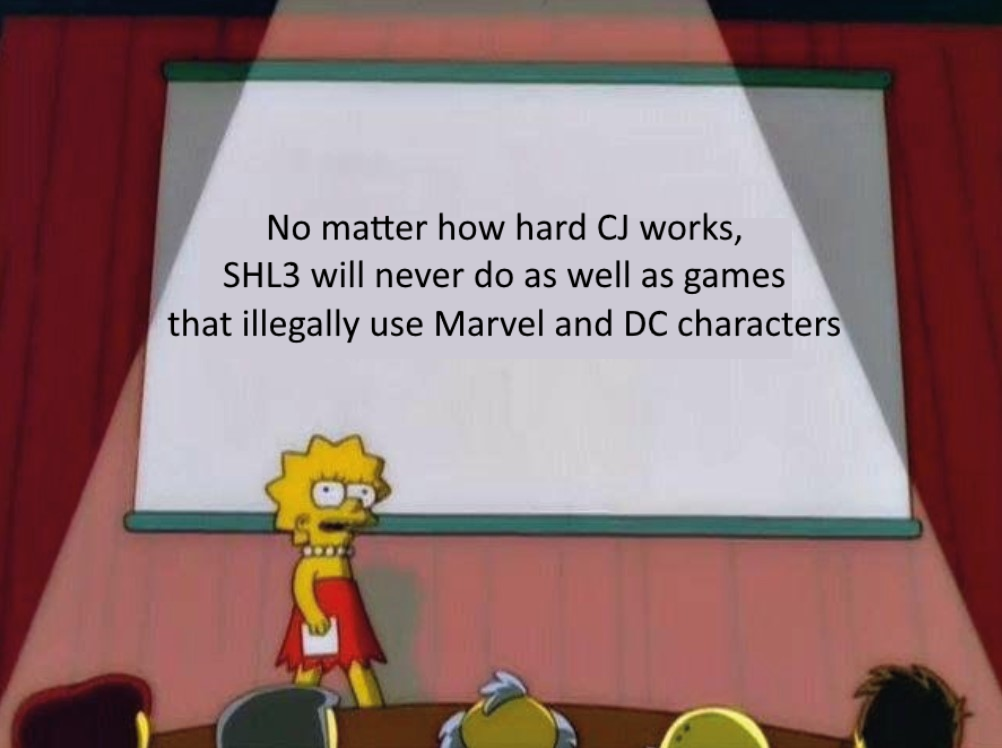 No matter how hard CJ works,
SHL3 will never do as well as games
that illegally use Marvel and DC characters